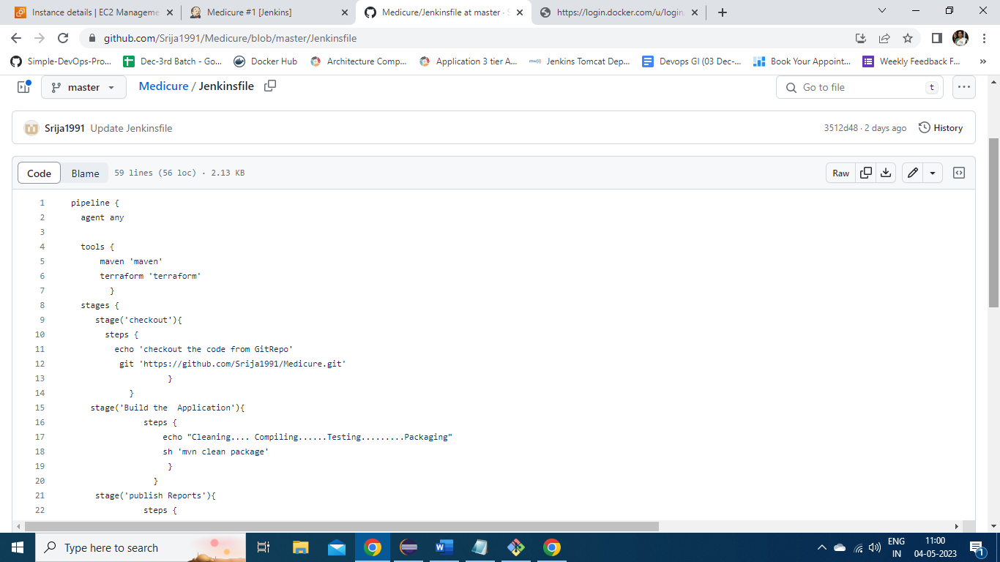 Instance details | EC2 Manageme
Medicure #1 [Jenkins]
Medicure/Jenkinsfile at master · S
https://login.docker.com/u/login
github.com/Srija1991/Medicure/blob/master/Jenkinsfile
Simple-DevOps-Pro...
Dec-3rd Batch - Go...
Docker Hub
Architecture Comp...
Application 3 tier A...
Jenkins Tomcat Dep...
Devops GI (03 Dec-...
Book Your Appoint...
Weekly Feedback F...
master
Medicure / Jenkinsfile
Go to file
t
Srija1991 Update Jenkinsfile
3512d48 · 2 days ago
History
Code
Blame
59 lines (56 loc) · 2.13 KB
Raw
1 pipeline {
2 agent any
3
4 tools {
5 maven 'maven'
6 terraform 'terraform'
7 }
8 stages {
9 stage('checkout'){
10 steps {
11 echo 'checkout the code from GitRepo'
12 git 'https://github.com/Srija1991/Medicure.git'
13 }
14 }
15 stage('Build the  Application'){
16 steps {
17 echo "Cleaning.... Compiling......Testing.........Packaging"
18 sh 'mvn clean package'
19 }
20 }
21 stage('publish Reports'){
22 steps {
Type here to search
ENG
IN
11:00
04-05-2023
1